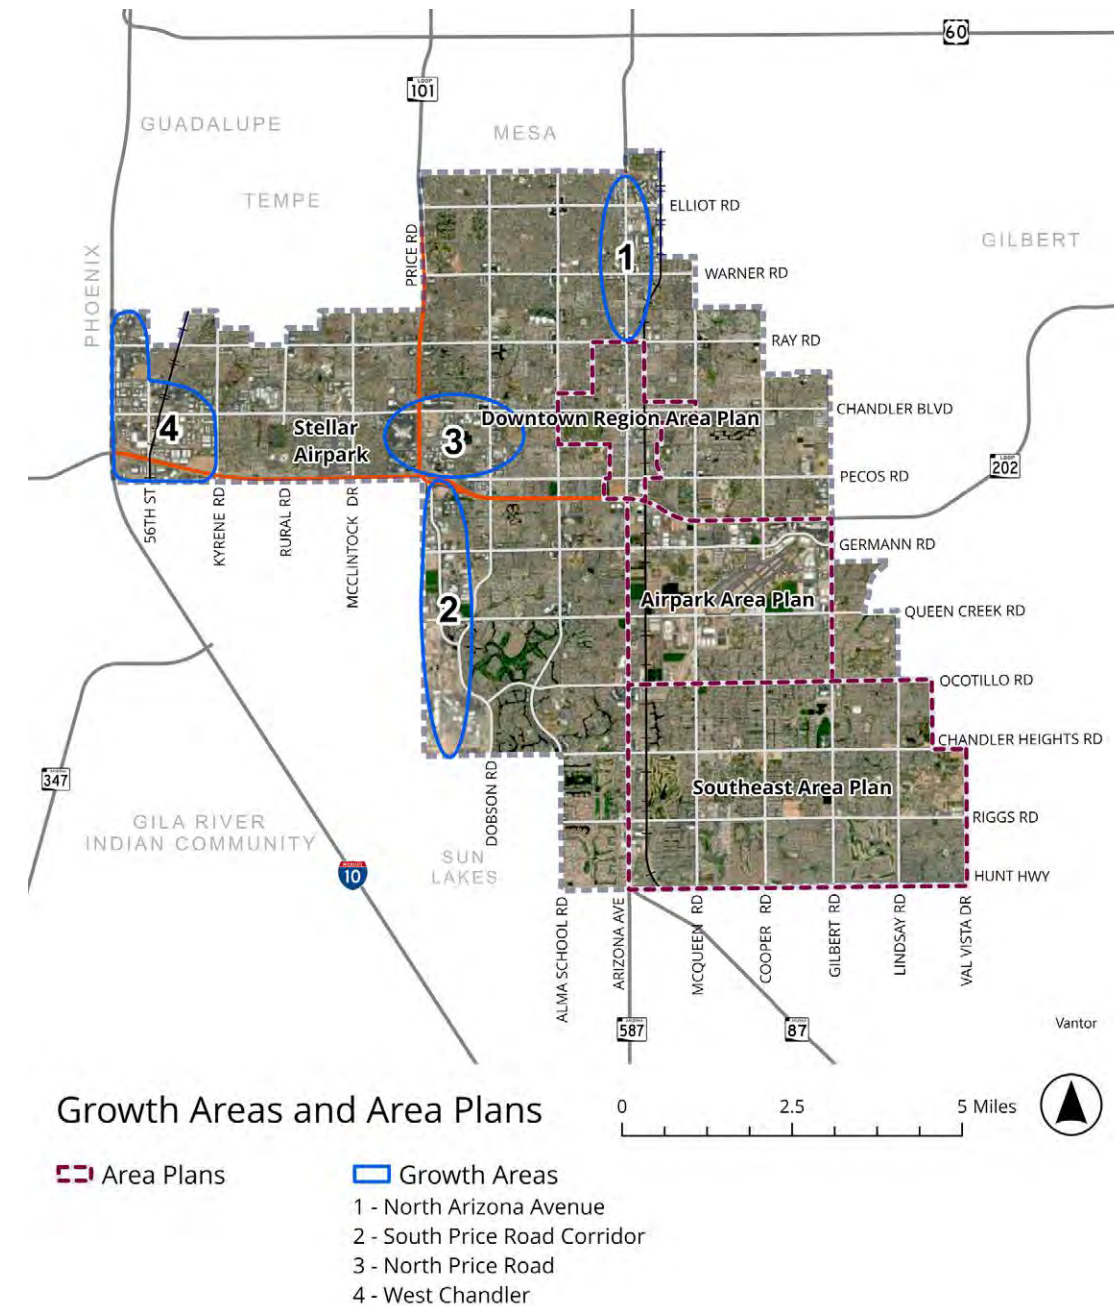 60
LOOP
101
GUADALUPE
MESA
TEMPE
ELLIOT RD
PRICE RD
GILBERT
PHOENIX
1
WARNER RD
RAY RD
CHANDLER BLVD
Downtown Region Area Plan
4
Stellar
Airpark
3
LOOP
202
PECOS RD
56TH ST
KYRENE RD
RURAL RD
MCCLINTOCK DR
GERMANN RD
2
Airpark Area Plan
QUEEN CREEK RD
OCOTILLO RD
CHANDLER HEIGHTS RD
347
DOBSON RD
Southeast Area Plan
GILA RIVER
INDIAN COMMUNITY
RIGGS RD
SUN
LAKES
10
HUNT HWY
ALMA SCHOOL RD
ARIZONA AVE
MCQUEEN RD
COOPER RD
GILBERT RD
LINDSAY RD
VAL VISTA DR
587
87
Vantor
Growth Areas and Area Plans
0 2.5 5 Miles
Area Plans
Growth Areas
1 - North Arizona Avenue
2 - South Price Road Corridor
3 - North Price Road
4 - West Chandler